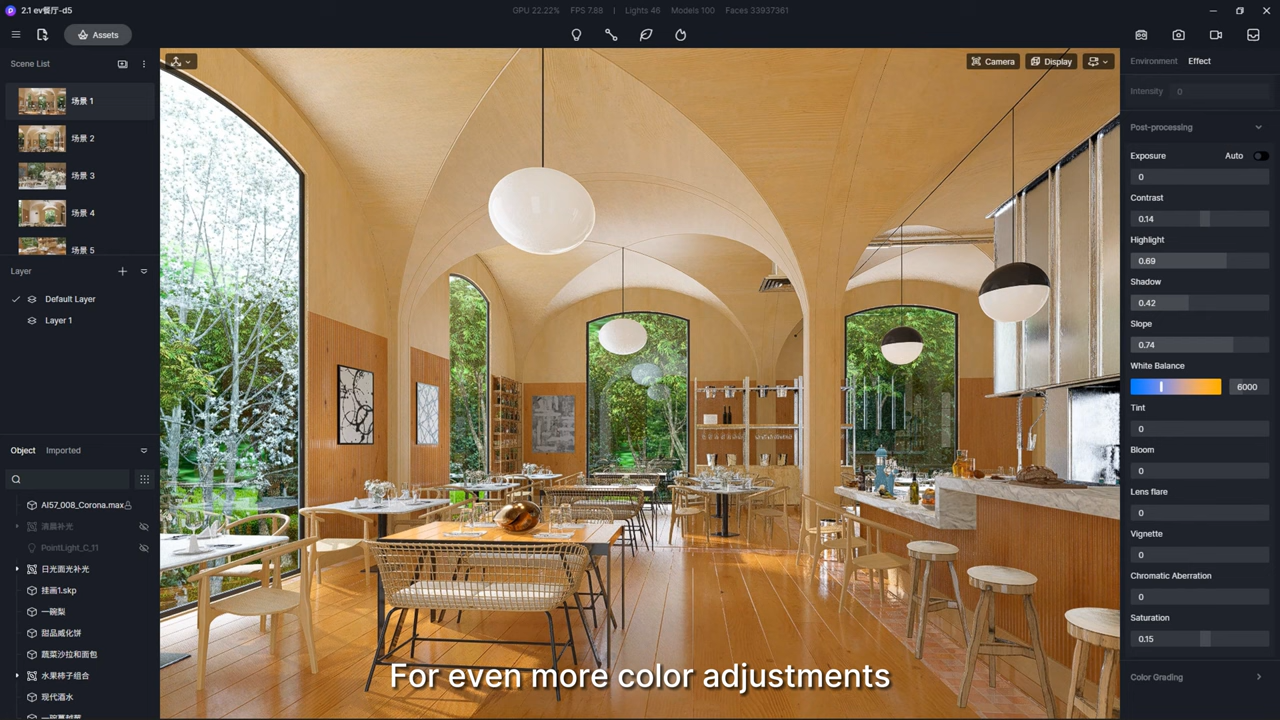 2.1 ev餐厅-d5
GPU 22.22% FPS 7.88 | Lights 46 Models 100 Faces 33937361
Assets
Scene List
场景 1
场景 2
场景 3
场景 4
场景 5
Layer
Default Layer
Layer 1
Object Imported
AI57_008_Corona.max
清晨补光
PointLight_C_11
日光面光补光
挂画1.skp
一碗梨
甜品威化饼
蔬菜沙拉和面包
水果柿子组合
现代酒水
Camera Display
For even more color adjustments
Environment Effect
Intensity 0
Post-processing
Exposure Auto
0
Contrast
0.14
Highlight
0.69
Shadow
0.42
Slope
0.74
White Balance
6000
Tint
0
Bloom
0
Lens flare
0
Vignette
0
Chromatic Aberration
0
Saturation
0.15
Color Grading